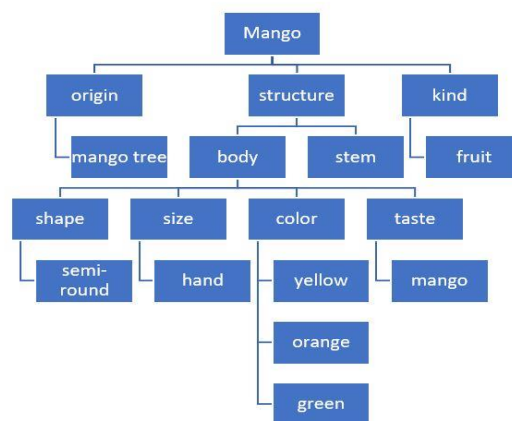 Mango
origin
structure
kind
mango tree
body
stem
fruit
shape
size
color
taste
semi-
round
hand
yellow
mango
orange
green